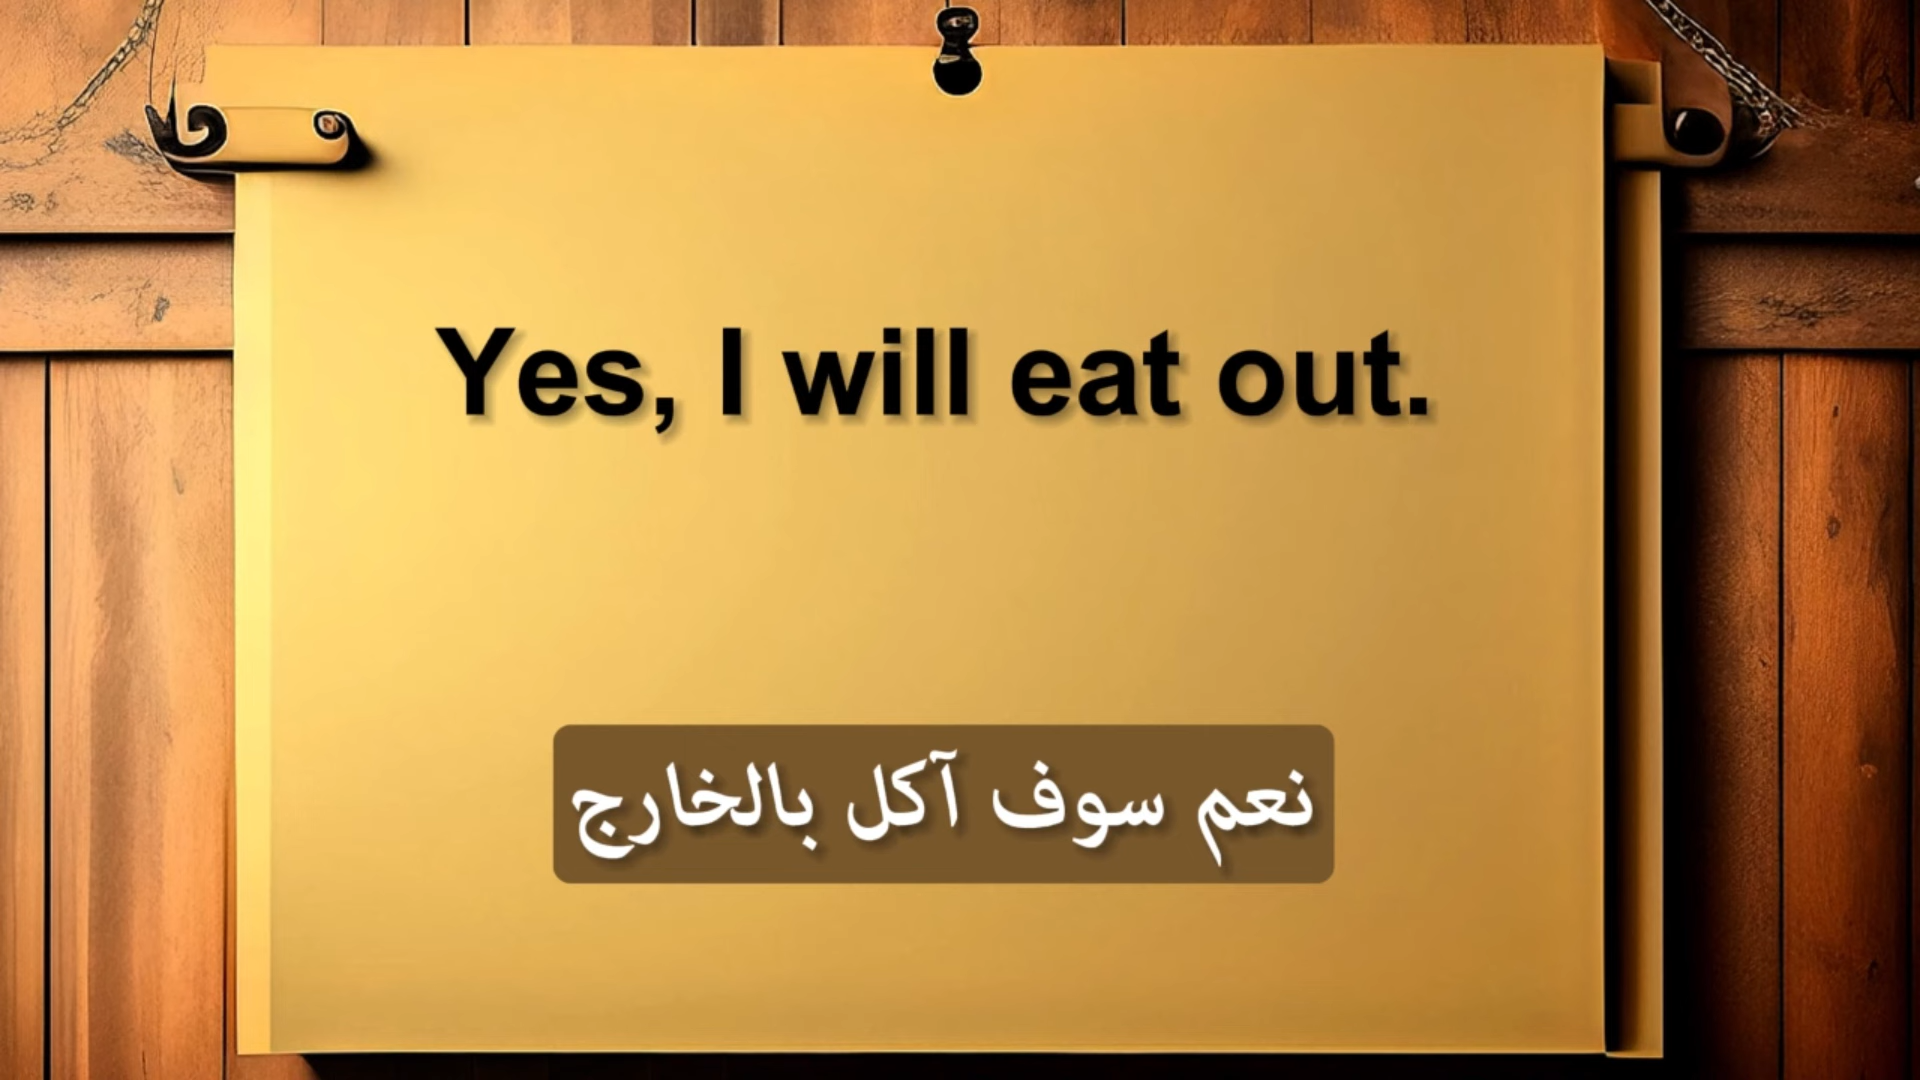 Yes, I will eat out.
نعم سوف آكل بالخارج